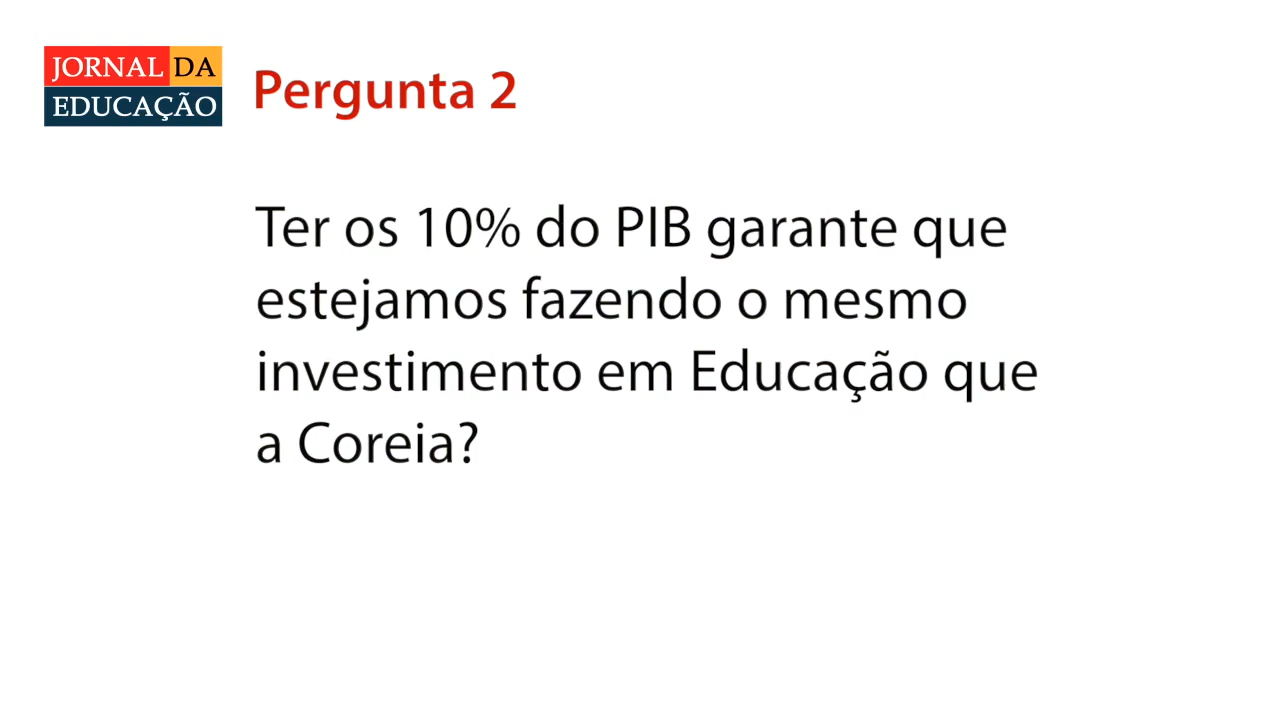 JORNAL DA
EDUCAÇÃO
Pergunta 2
Ter os 10% do PIB garante que
estejamos fazendo o mesmo
investimento em Educação que
a Coreia?